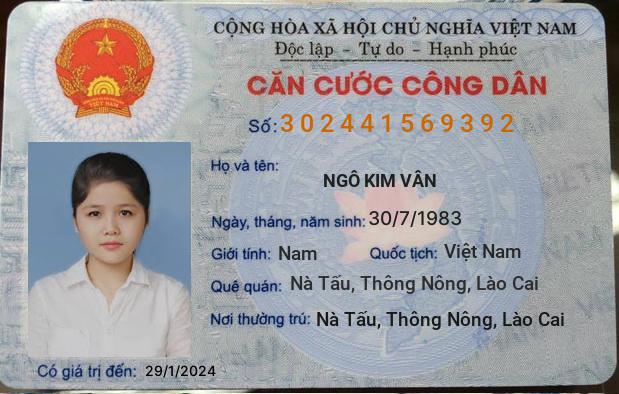 CỘNG HÒA XÃ HỘI CHỦ NGHĨA VIỆT NAM
Độc lập - Tự do - Hạnh phúc
CĂN CƯỚC CÔNG DÂN
Số: 302441569392
Họ và tên:
NGÔ KIM VÂN
Ngày, tháng, năm sinh: 30/7/1983
Giới tính: Nam Quốc tịch: Việt Nam
Quê quán: Nà Tấu, Thông Nông, Lào Cai
Nơi thường trú: Nà Tấu, Thông Nông, Lào Cai
Có giá trị đến: 29/1/2024